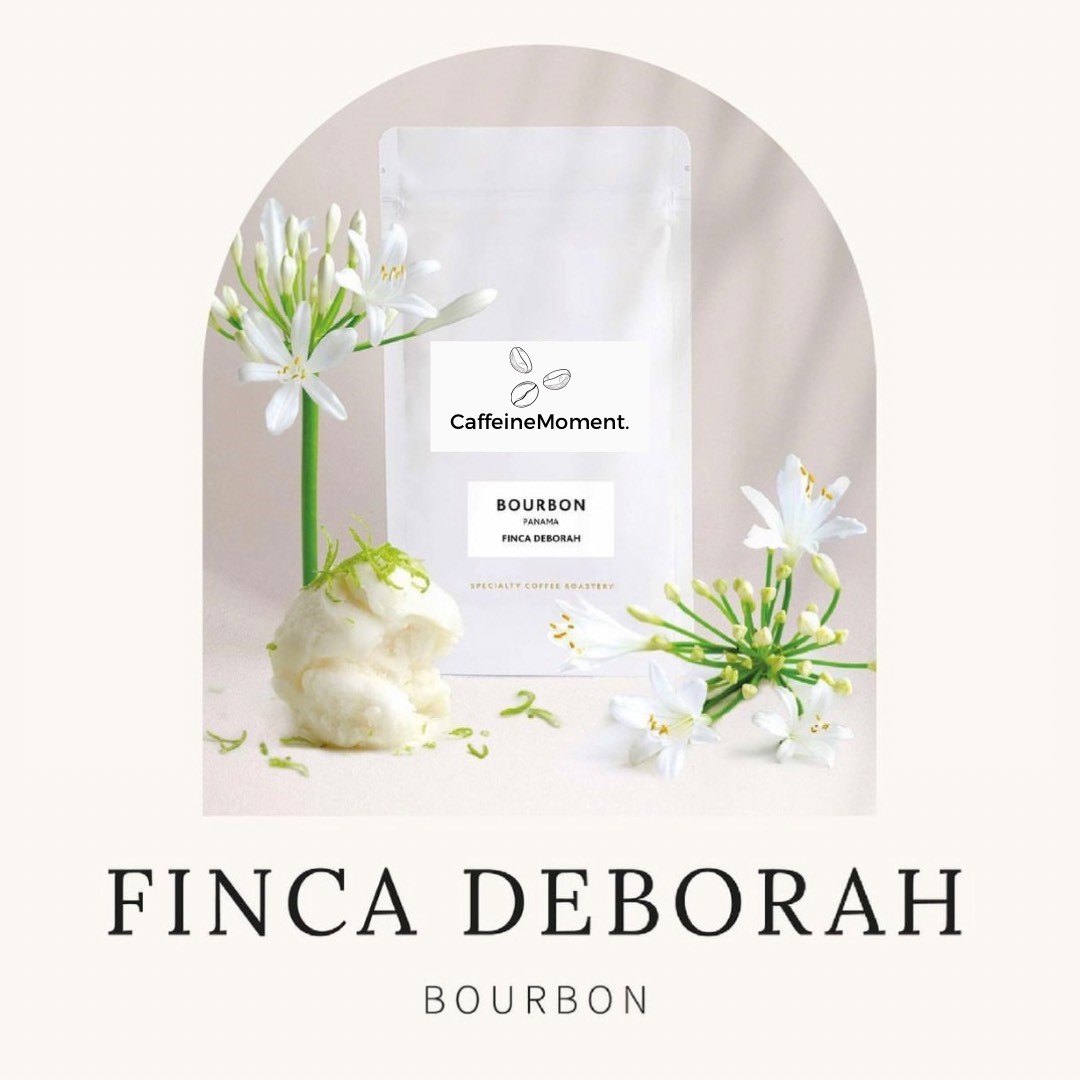 CaffeineMoment.
BOURBON
PANAMA
FINCA DEBORAH
SPECIALTY COFFEE ROASTERY
FINCA DEBORAH
BOURBON